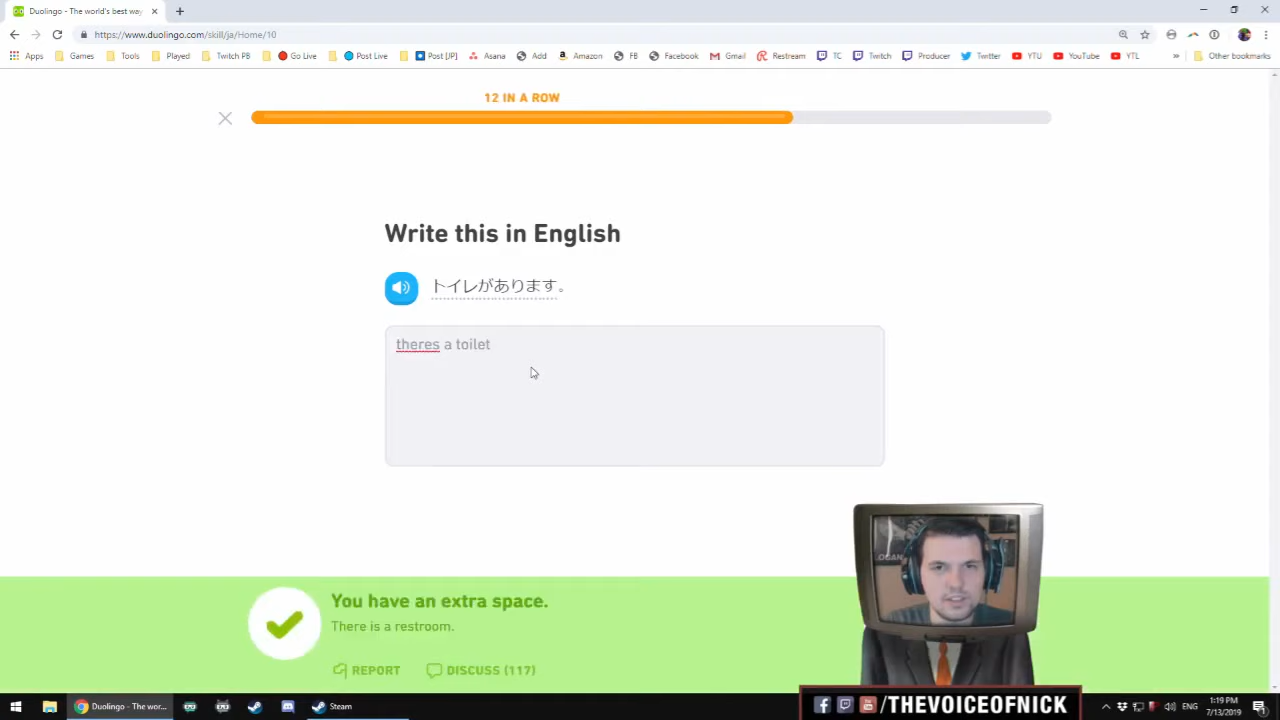 Duolingo - The world's best way
https://www.duolingo.com/skill/ja/Home/10
Apps Games Tools Played Twitch PB Go Live Post Live Post [JP] Asana Add Amazon FB Facebook Gmail Restream TC Twitch Producer Twitter YTU YouTube YTL » Other bookmarks
12 IN A ROW
Write this in English
トイレがあります。
theres a toilet
You have an extra space.
There is a restroom.
REPORT DISCUSS (117)
/THEVOICEOFNICK
Duolingo - The wor... Steam
ENG
1:19 PM
7/13/2019